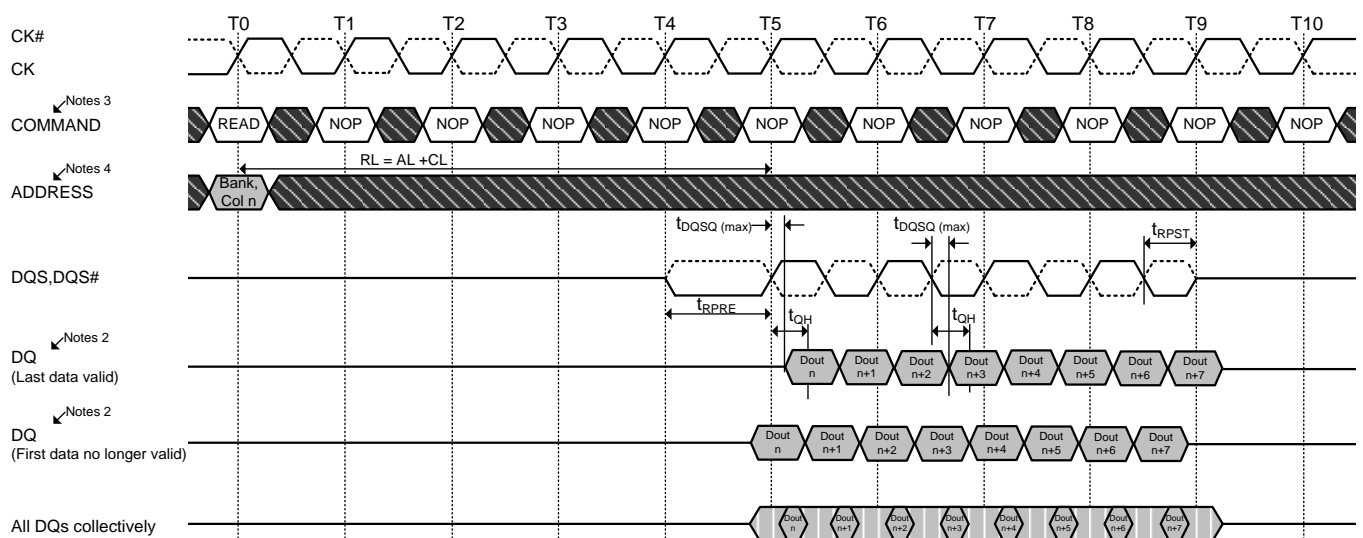 T0 T1 T2 T3 T4 T5 T6 T7 T8 T9 T10
CK#
CK
Notes 3
COMMAND
READ NOP NOP NOP NOP NOP NOP NOP NOP NOP NOP
RL = AL +CL
Notes 4
ADDRESS
Bank,
Col n
tDQSQ (max) tDQSQ (max) tRPST
DQS,DQS#
tRPRE tQH tQH
Notes 2
DQ
(Last data valid)
Dout Dout Dout Dout Dout Dout Dout Dout
n n+1 n+2 n+3 n+4 n+5 n+6 n+7
Notes 2
DQ
(First data no longer valid)
Dout Dout Dout Dout Dout Dout Dout Dout
n n+1 n+2 n+3 n+4 n+5 n+6 n+7
All DQs collectively
Dout Dout Dout Dout Dout Dout Dout Dout
n n+1 n+2 n+3 n+4 n+5 n+6 n+7